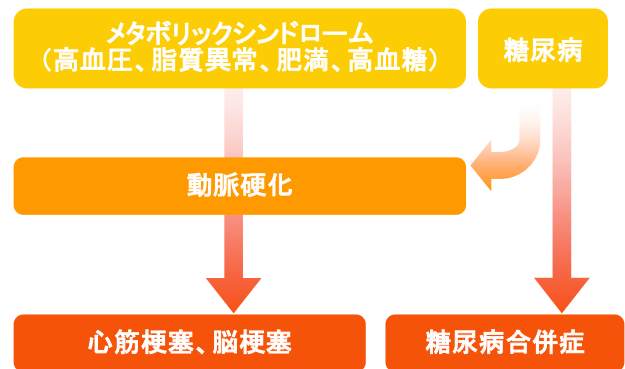 メタボリックシンドローム
（高血圧、脂質異常、肥満、高血糖）
糖尿病
動脈硬化
心筋梗塞、脳梗塞
糖尿病合併症